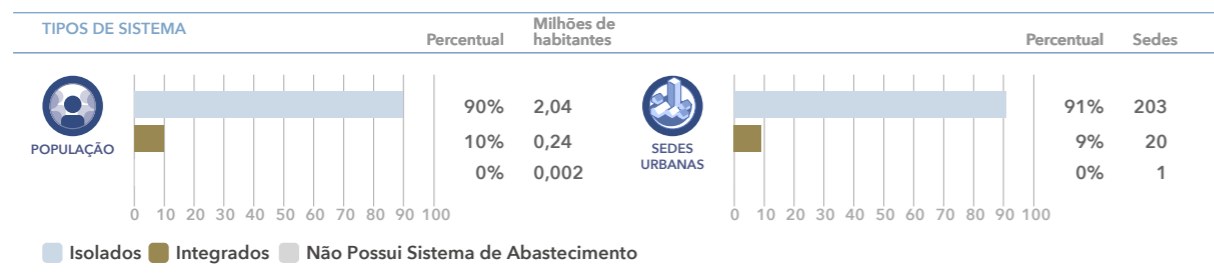 TIPOS DE SISTEMA
Percentual Milhões de habitantes
Percentual Sedes
POPULAÇÃO
90% 2,04
10% 0,24
0% 0,002
0 10 20 30 40 50 60 70 80 90 100
SEDES
URBANAS
91% 203
9% 20
0% 1
0 10 20 30 40 50 60 70 80 90 100
Isolados Integrados Não Possui Sistema de Abastecimento